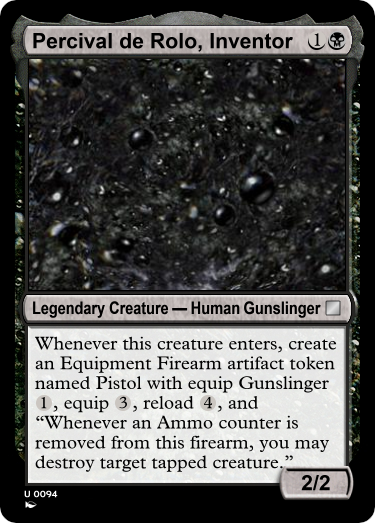 Percival de Rolo, Inventor 1
Legendary Creature — Human Gunslinger
Whenever this creature enters, create
an Equipment Firearm artifact token
named Pistol with equip Gunslinger
1, equip 3, reload 4, and
“Whenever an Ammo counter is
removed from this firearm, you may
destroy target tapped creature.”
2/2
U 0094